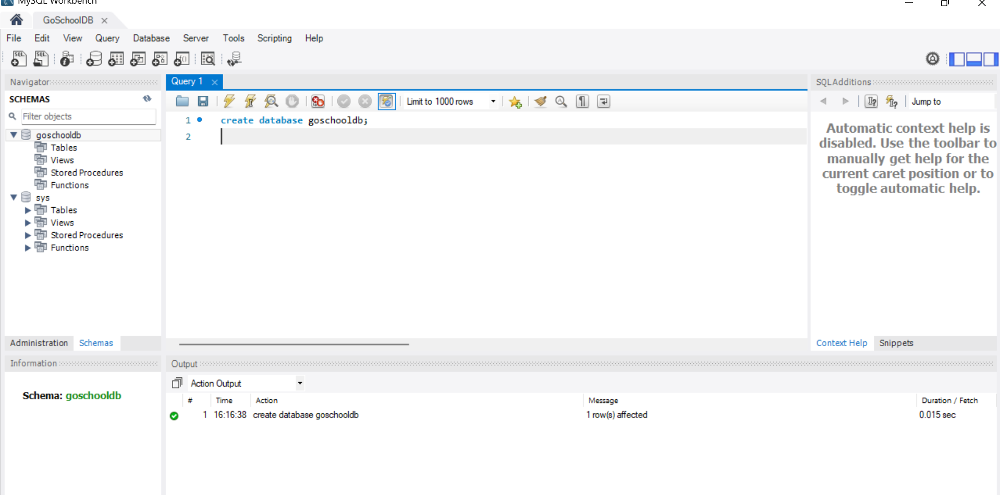 MySQL Workbench
GoSchoolDB
File Edit View Query Database Server Tools Scripting Help
Navigator
SCHEMAS
Filter objects
goschooldb
Tables
Views
Stored Procedures
Functions
sys
Tables
Views
Stored Procedures
Functions
Administration Schemas
Information
Schema: goschooldb
Query 1
Limit to 1000 rows
1 create database goschooldb;
2
SQLAdditions
Jump to
Automatic context help is
disabled. Use the toolbar to
manually get help for the
current caret position or to
toggle automatic help.
Context Help Snippets
Output
Action Output
# Time Action Message Duration / Fetch
1 16:16:38 create database goschooldb 1 row(s) affected 0.015 sec